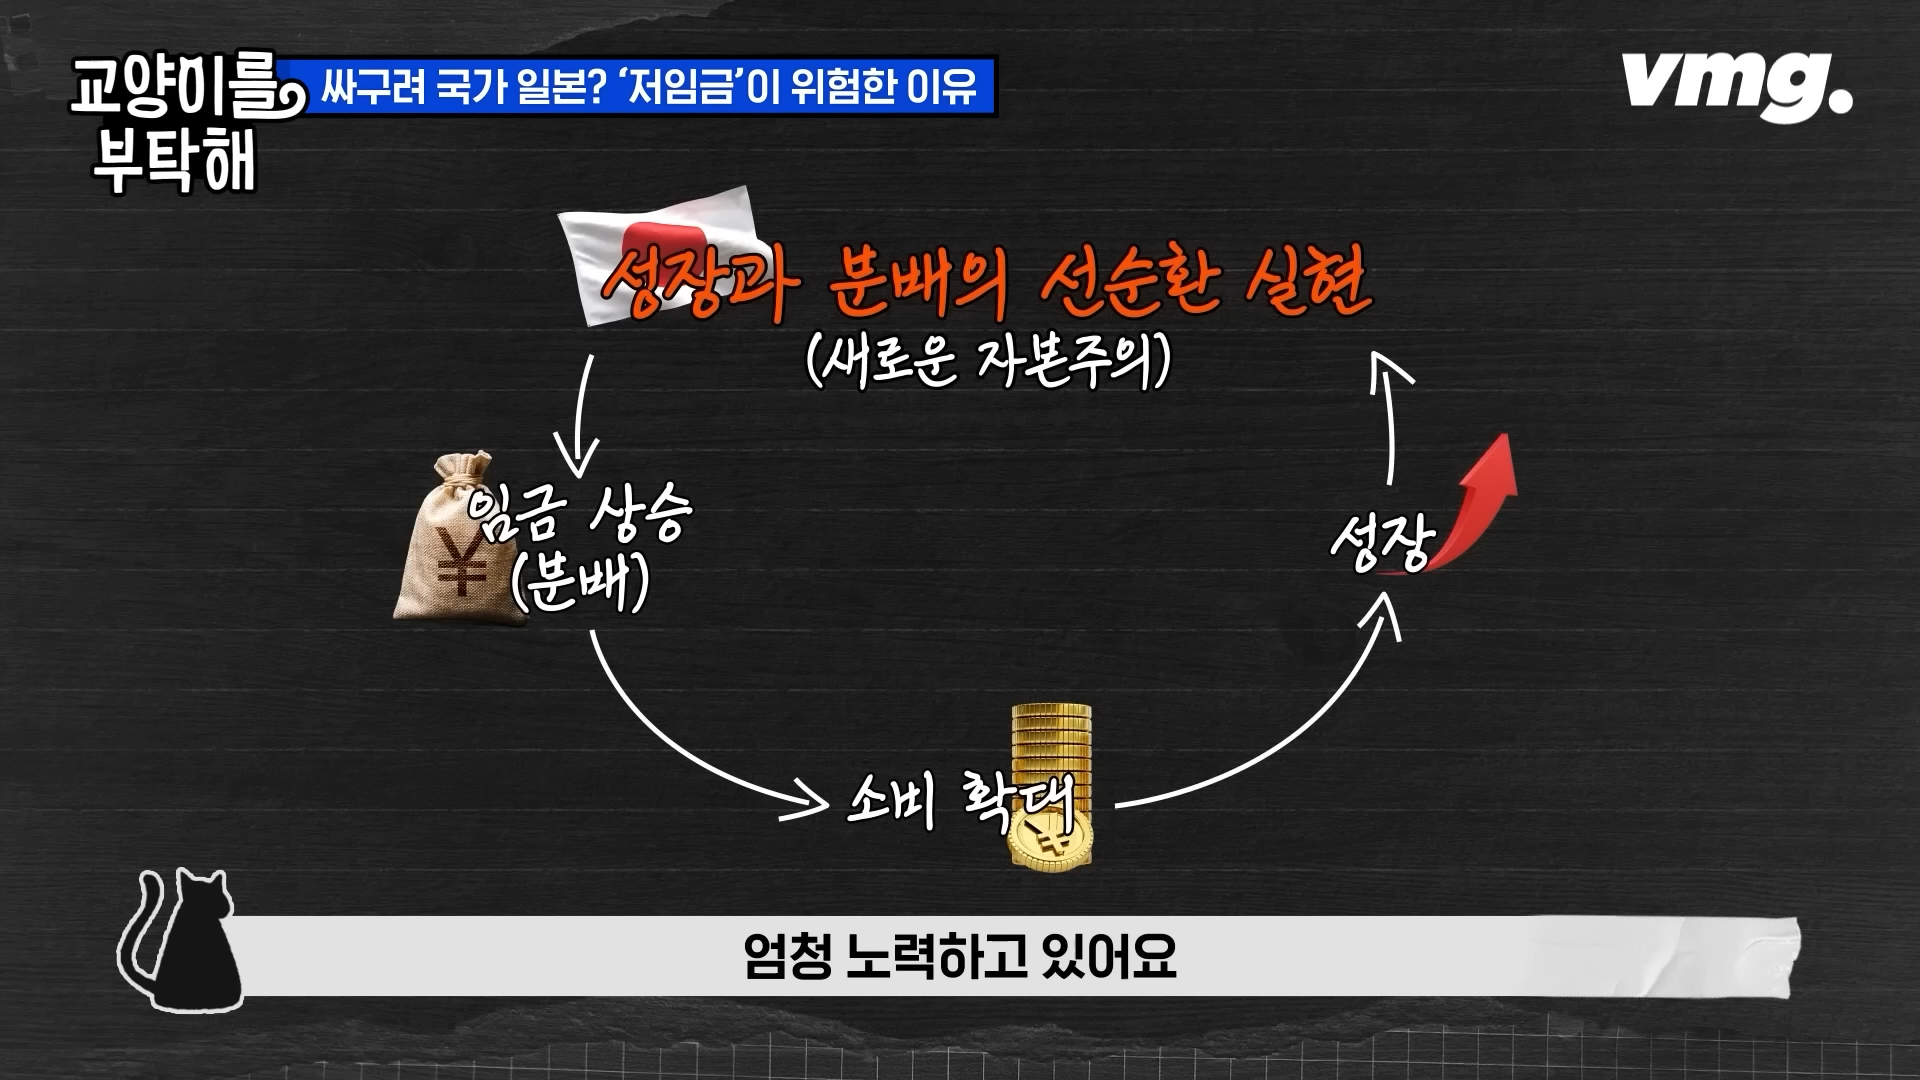 교양이를
부탁해
싸구려 국가 일본? ‘저임금’이 위험한 이유
vmg.
성장과 분배의 선순환 실현
(새로운 자본주의)
임금 상승
(분배)
¥
성장
소비 확대
¥
엄청 노력하고 있어요